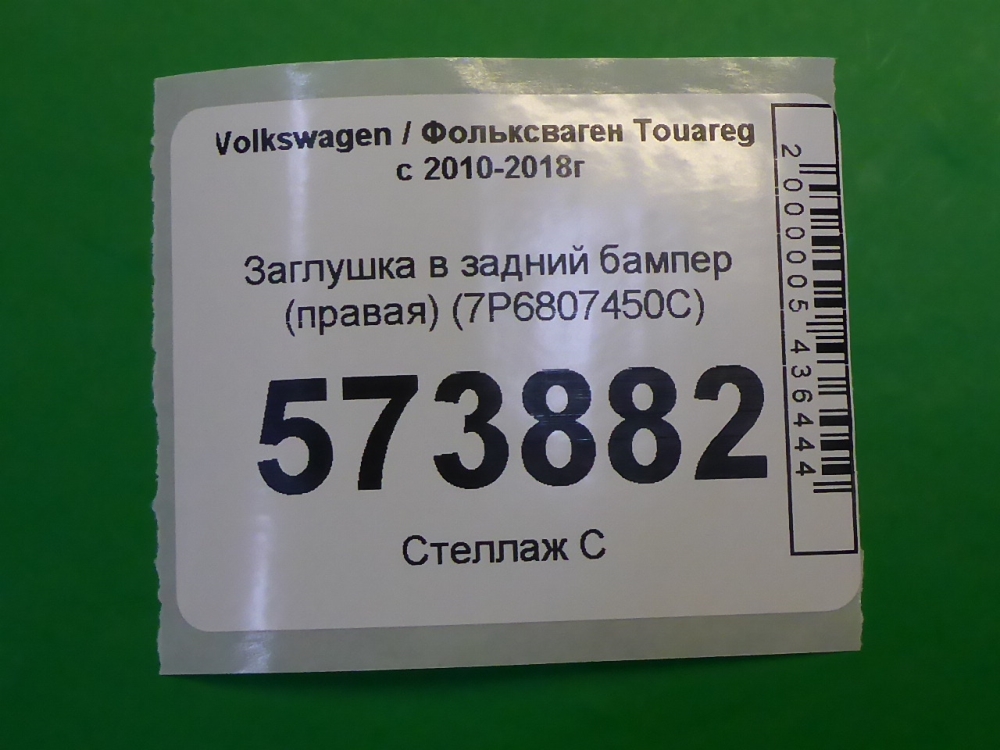 Volkswagen / Фольксваген Touareg
с 2010-2018г
Заглушка в задний бампер
(правая) (7P6807450C)
573882
Стеллаж С
2000005436444